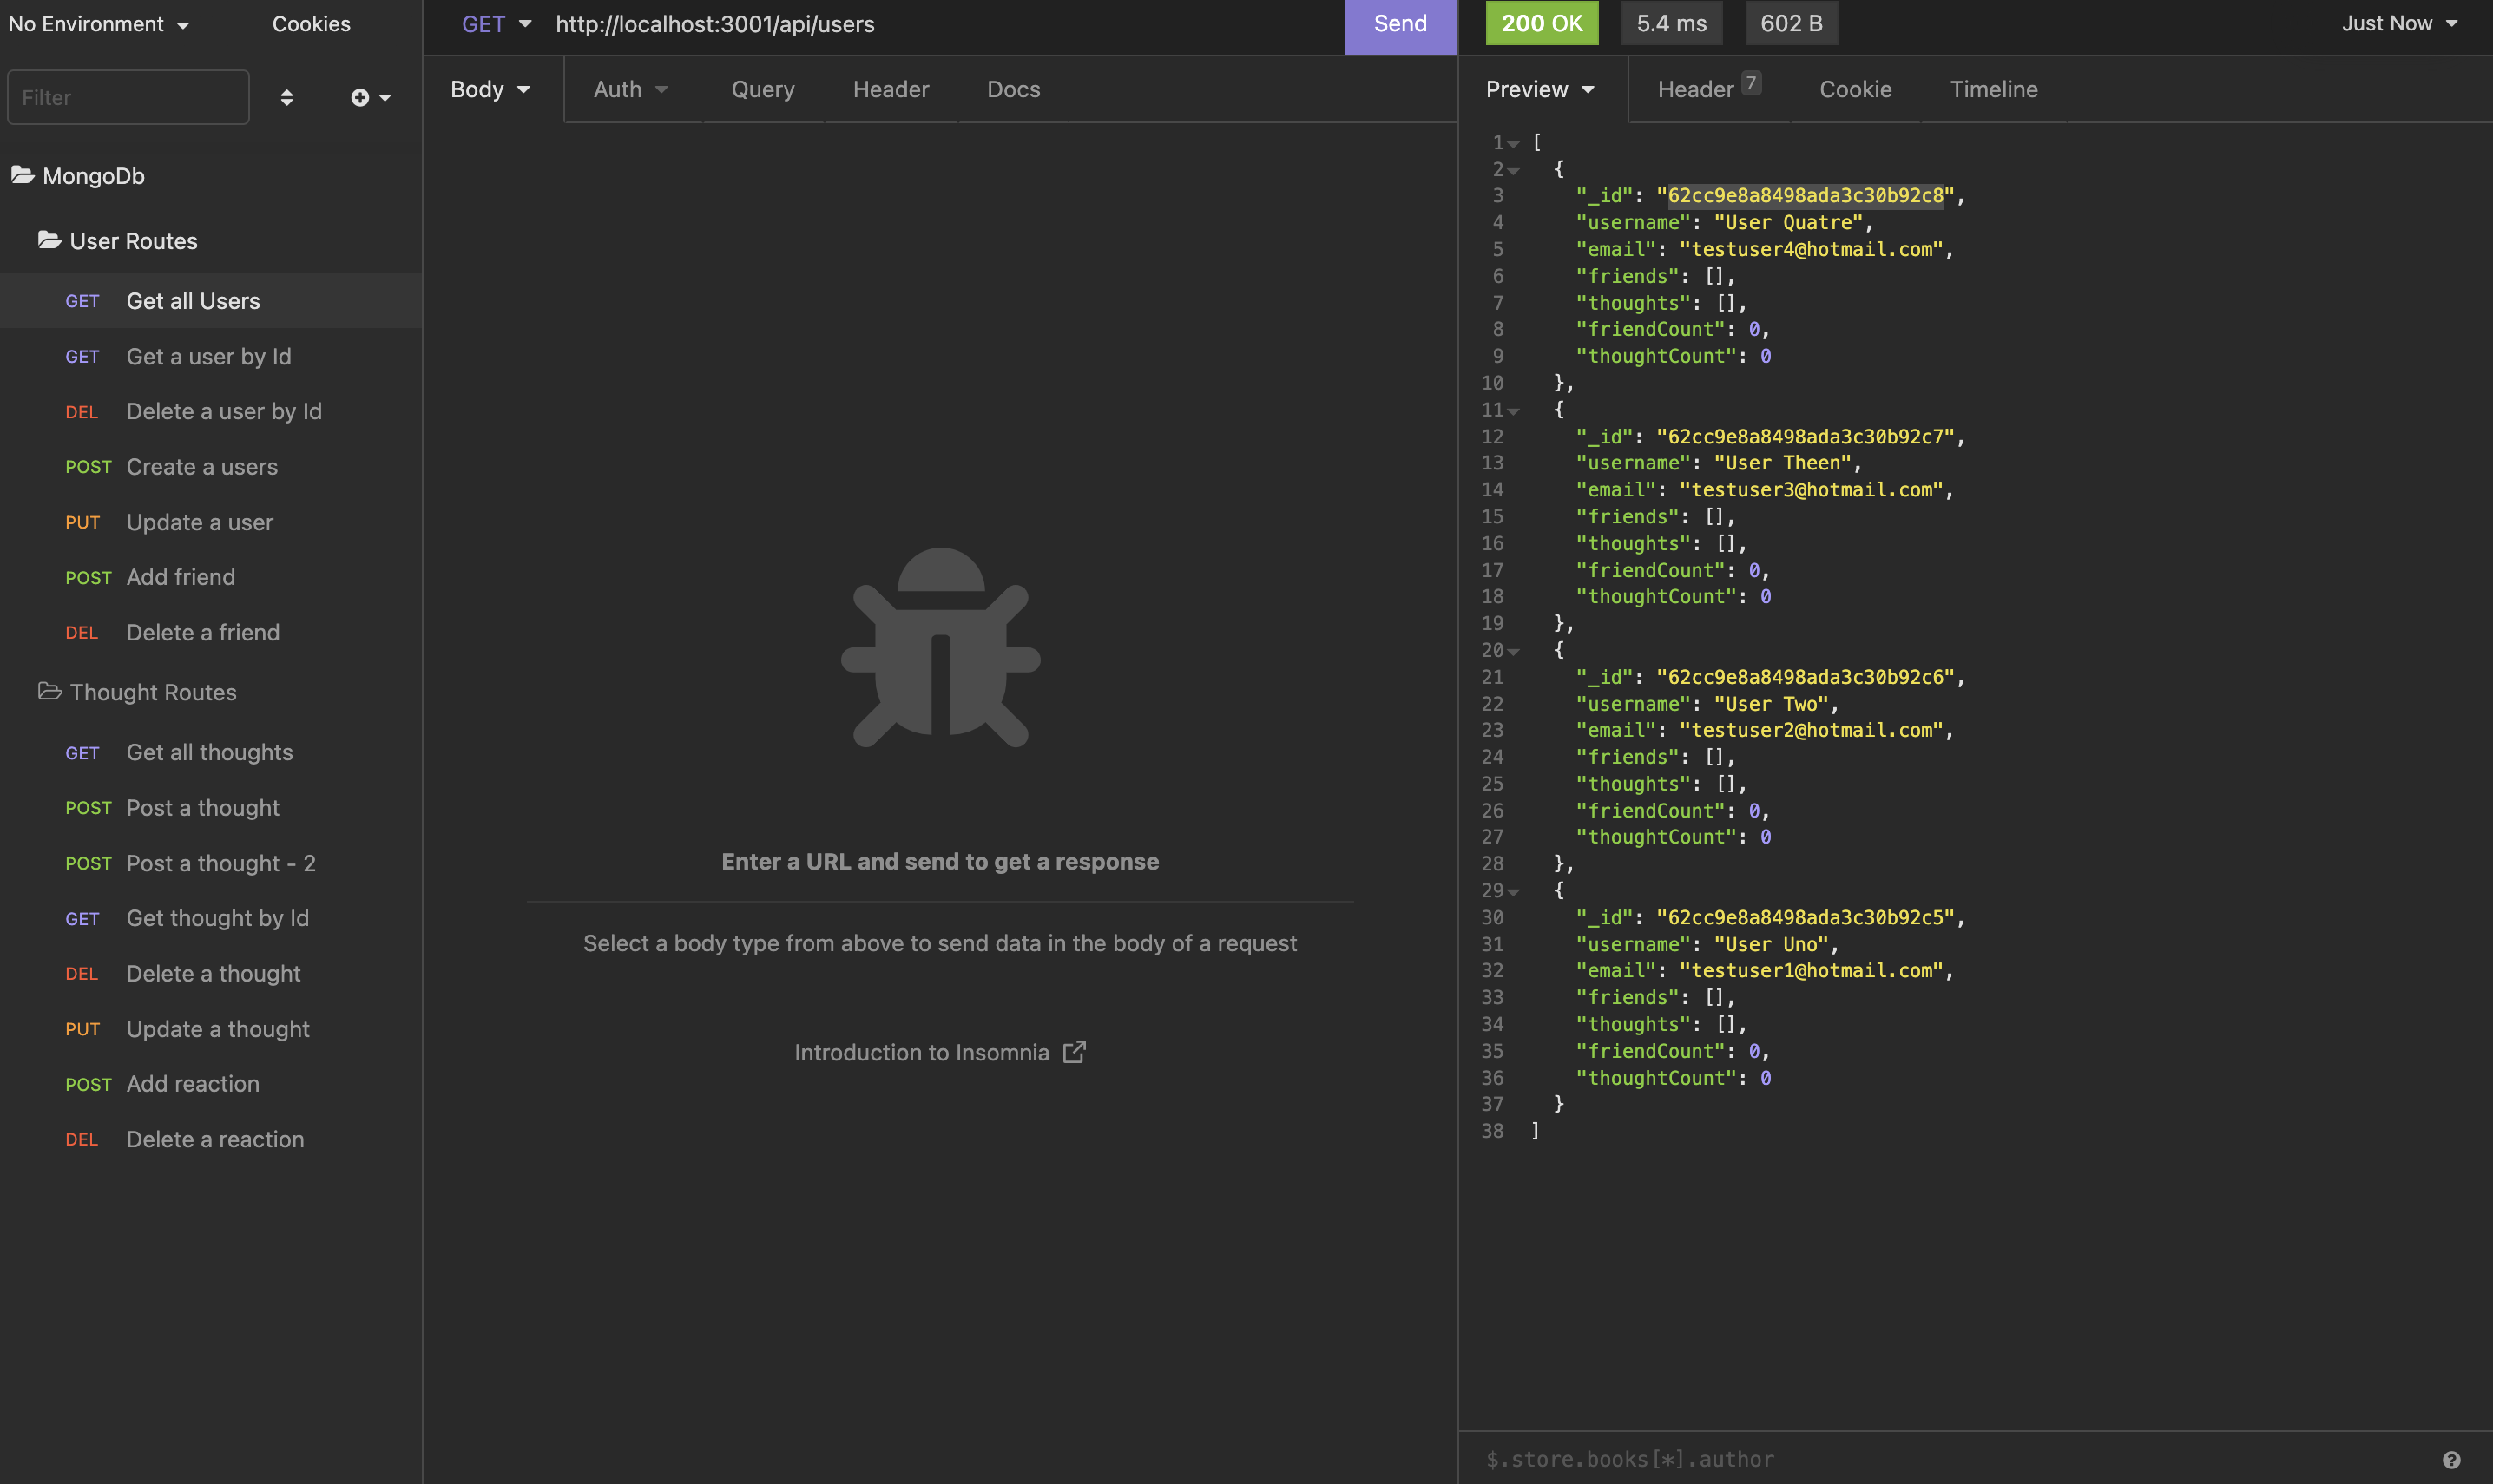 No Environment
Cookies
Filter
MongoDb
User Routes
GET Get all Users
GET Get a user by Id
DEL Delete a user by Id
POST Create a users
PUT Update a user
POST Add friend
DEL Delete a friend
Thought Routes
GET Get all thoughts
POST Post a thought
POST Post a thought - 2
GET Get thought by Id
DEL Delete a thought
PUT Update a thought
POST Add reaction
DEL Delete a reaction
GET http://localhost:3001/api/users Send
Body Auth Query Header Docs
Enter a URL and send to get a response
Select a body type from above to send data in the body of a request
Introduction to Insomnia
200 OK 5.4 ms 602 B Just Now
Preview Header 7 Cookie Timeline
1 [
2 {
3 "_id": "62cc9e8a8498ada3c30b92c8",
4 "username": "User Quatre",
5 "email": "testuser4@hotmail.com",
6 "friends": [],
7 "thoughts": [],
8 "friendCount": 0,
9 "thoughtCount": 0
10 },
11 {
12 "_id": "62cc9e8a8498ada3c30b92c7",
13 "username": "User Theen",
14 "email": "testuser3@hotmail.com",
15 "friends": [],
16 "thoughts": [],
17 "friendCount": 0,
18 "thoughtCount": 0
19 },
20 {
21 "_id": "62cc9e8a8498ada3c30b92c6",
22 "username": "User Two",
23 "email": "testuser2@hotmail.com",
24 "friends": [],
25 "thoughts": [],
26 "friendCount": 0,
27 "thoughtCount": 0
28 },
29 {
30 "_id": "62cc9e8a8498ada3c30b92c5",
31 "username": "User Uno",
32 "email": "testuser1@hotmail.com",
33 "friends": [],
34 "thoughts": [],
35 "friendCount": 0,
36 "thoughtCount": 0
37 }
38 ]
$.store.books[*].author